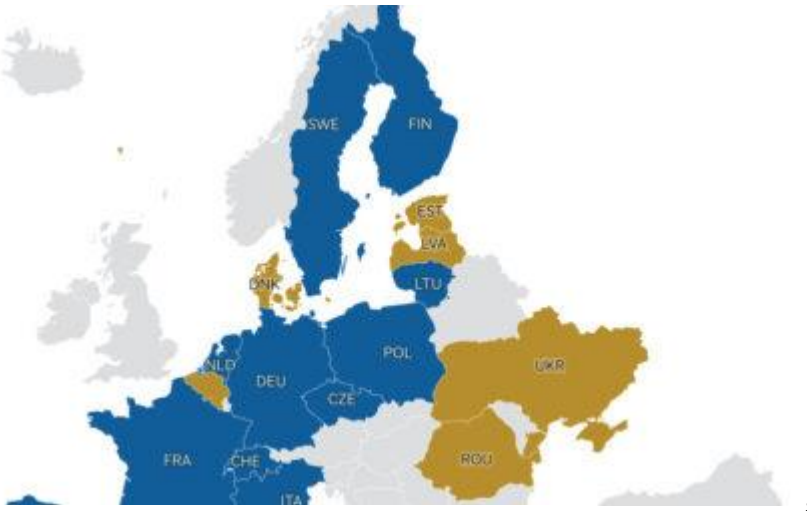 SWE
FIN
EST
LVA
DNK
LTU
NLD
POL
UKR
DEU
CZE
FRA
CHE
ROU
ITA